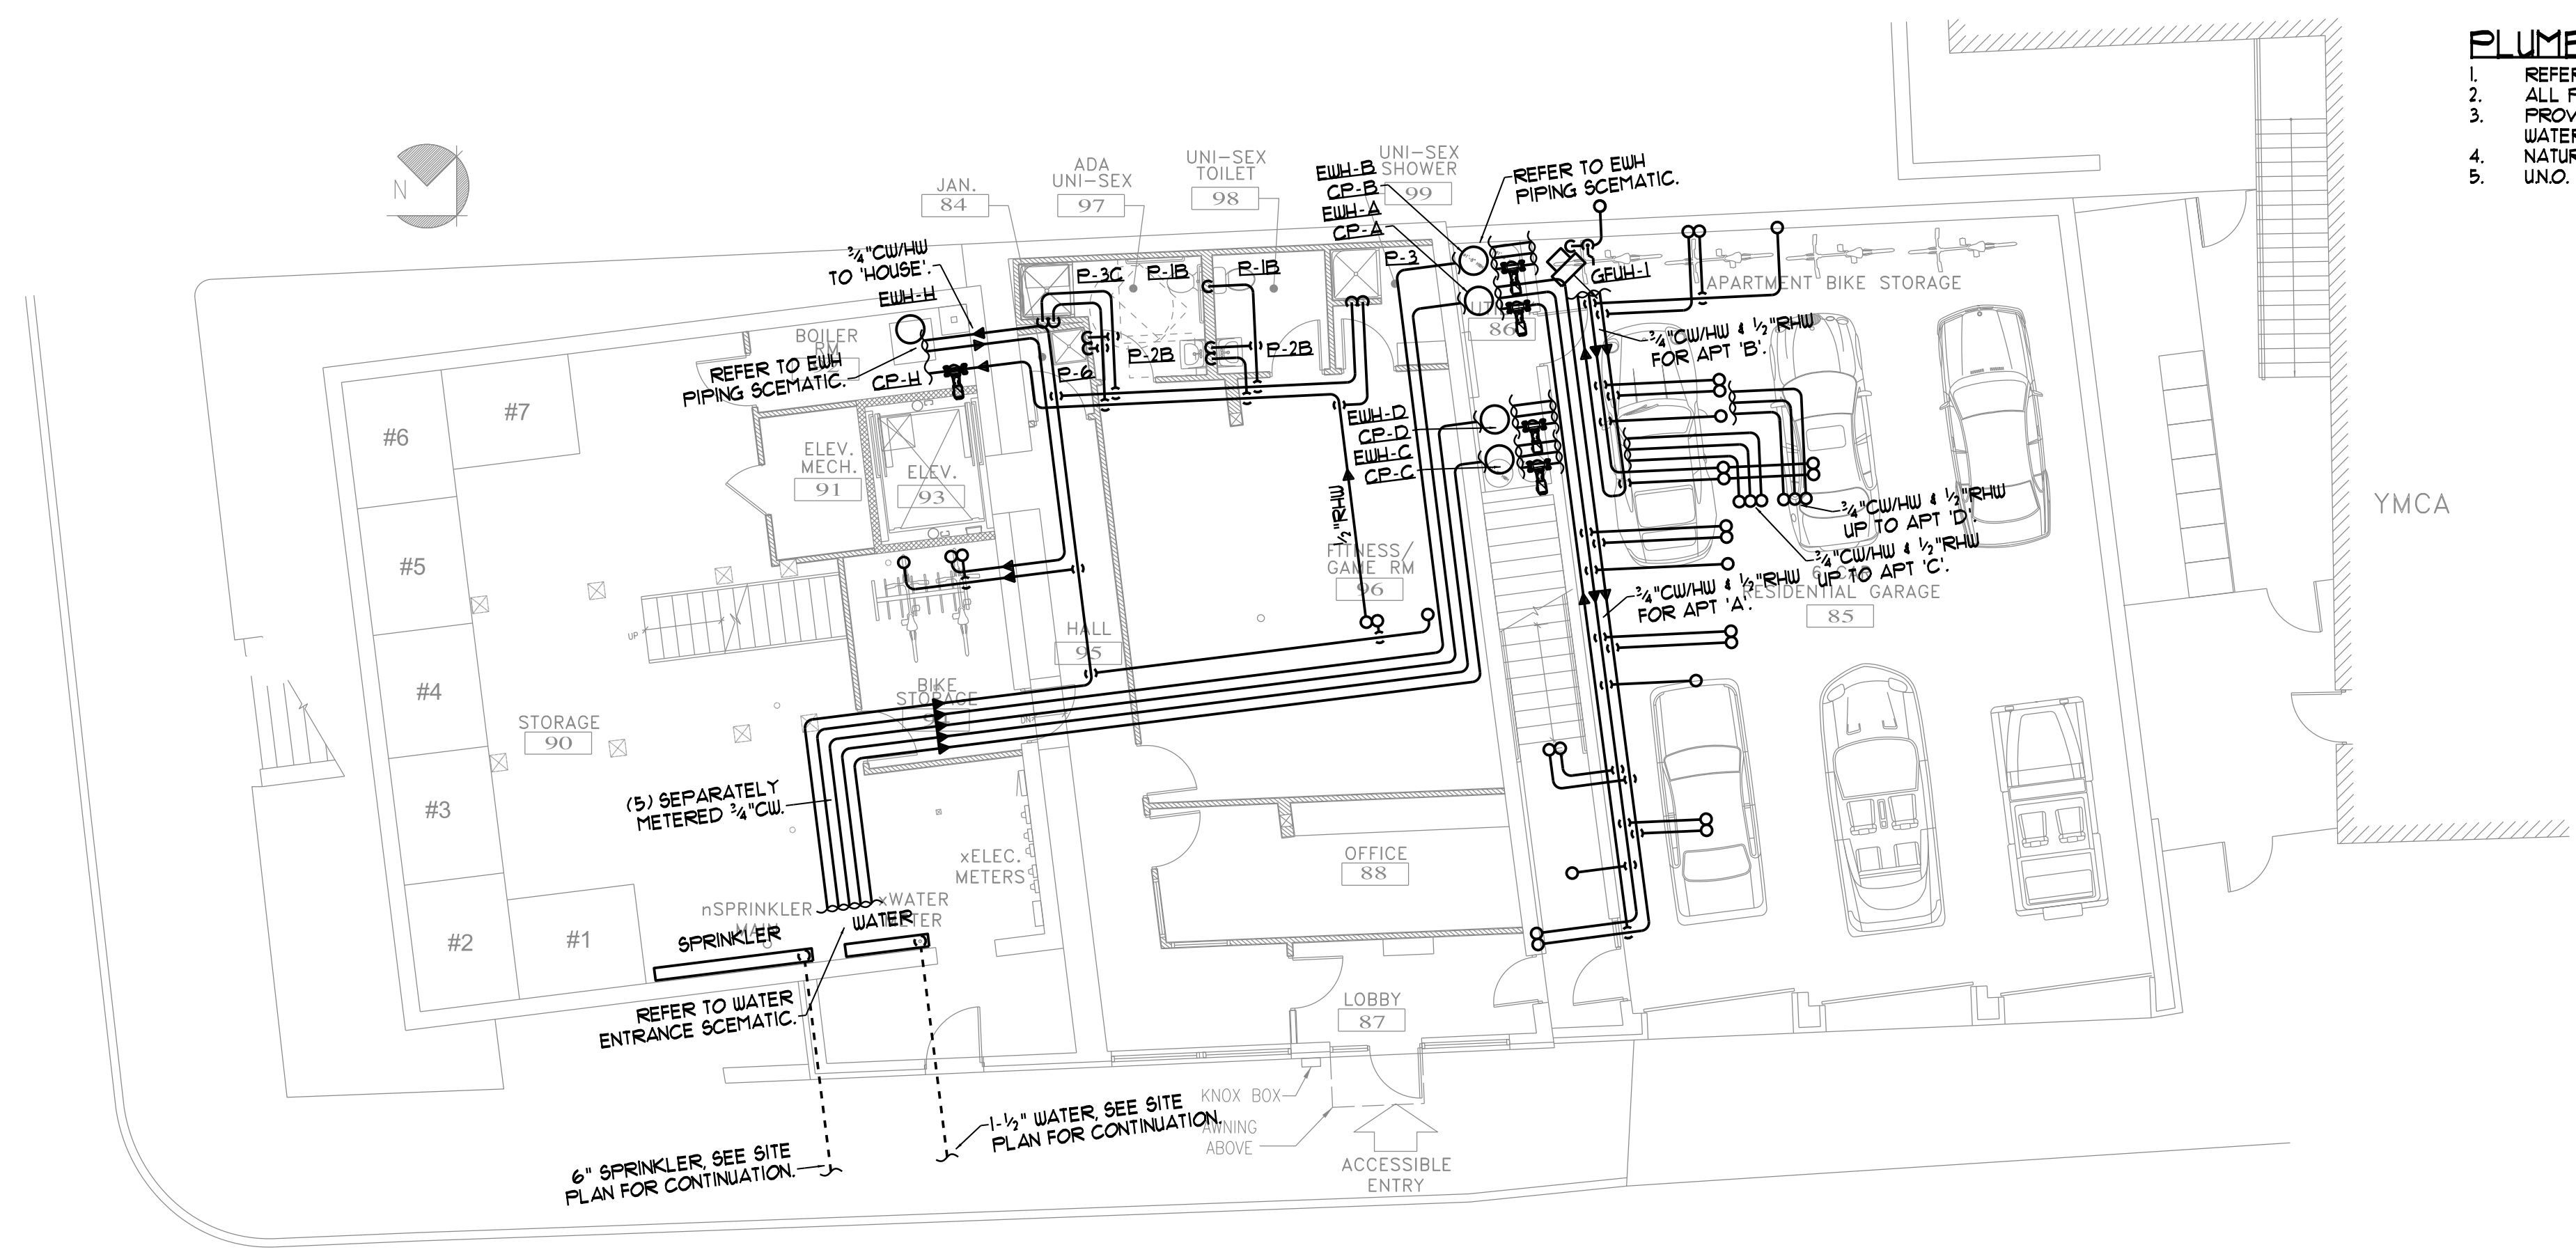 PLUMB
1. REFER
2. ALL F
3. PROV
WATER
4. NATUR
5. U.N.O.
N
JAN.
84
ADA
UNI-SEX
97
UNI-SEX
TOILET
98
UNI-SEX
SHOWER
99
EWH-B
CP-B
EWH-A
CP-A
REFER TO EWH
PIPING SCEMATIC.
¾"CW/HW
TO 'HOUSE'.
EWH-H
P-3C
P-1B
P-1B
P-3
GFUH-1
APARTMENT BIKE STORAGE
BOILER
RM
REFER TO EWH
PIPING SCEMATIC.
CP-H
P-6
P-2B
P-2B
86
¾"CW/HW & ½"RHW
FOR APT 'B'.
#7
#6
ELEV.
MECH.
91
ELEV.
93
EWH-D
CP-D
EWH-C
CP-C
½"RHW
FITNESS/
GAME RM
96
¾"CW/HW & ½"RHW
UP TO APT 'D'.
¾"CW/HW & ½"RHW
UP TO APT 'C'.
¾"CW/HW & ½"RHW
FOR APT 'A'.
6 CAR
RESIDENTIAL GARAGE
85
YMCA
#5
UP
HALL
95
#4
STORAGE
90
BIKE
STORAGE
DN
#3
(5) SEPARATELY
METERED ¾"CW.
xELEC.
METERS
OFFICE
88
nSPRINKLER
MAIN
xWATER
METER
WATER
SPRINKLER
#2
#1
REFER TO WATER
ENTRANCE SCEMATIC.
LOBBY
87
KNOX BOX
AWNING
ABOVE
1-½" WATER, SEE SITE
PLAN FOR CONTINUATION.
6" SPRINKLER, SEE SITE
PLAN FOR CONTINUATION.
ACCESSIBLE
ENTRY